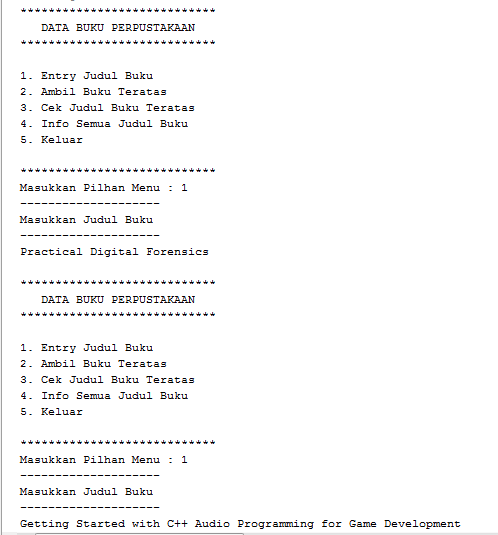 ****************************
DATA BUKU PERPUSTAKAAN
****************************
1. Entry Judul Buku
2. Ambil Buku Teratas
3. Cek Judul Buku Teratas
4. Info Semua Judul Buku
5. Keluar
****************************
Masukkan Pilhan Menu : 1
--------------------
Masukkan Judul Buku
--------------------
Practical Digital Forensics
****************************
DATA BUKU PERPUSTAKAAN
****************************
1. Entry Judul Buku
2. Ambil Buku Teratas
3. Cek Judul Buku Teratas
4. Info Semua Judul Buku
5. Keluar
****************************
Masukkan Pilhan Menu : 1
--------------------
Masukkan Judul Buku
--------------------
Getting Started with C++ Audio Programming for Game Development